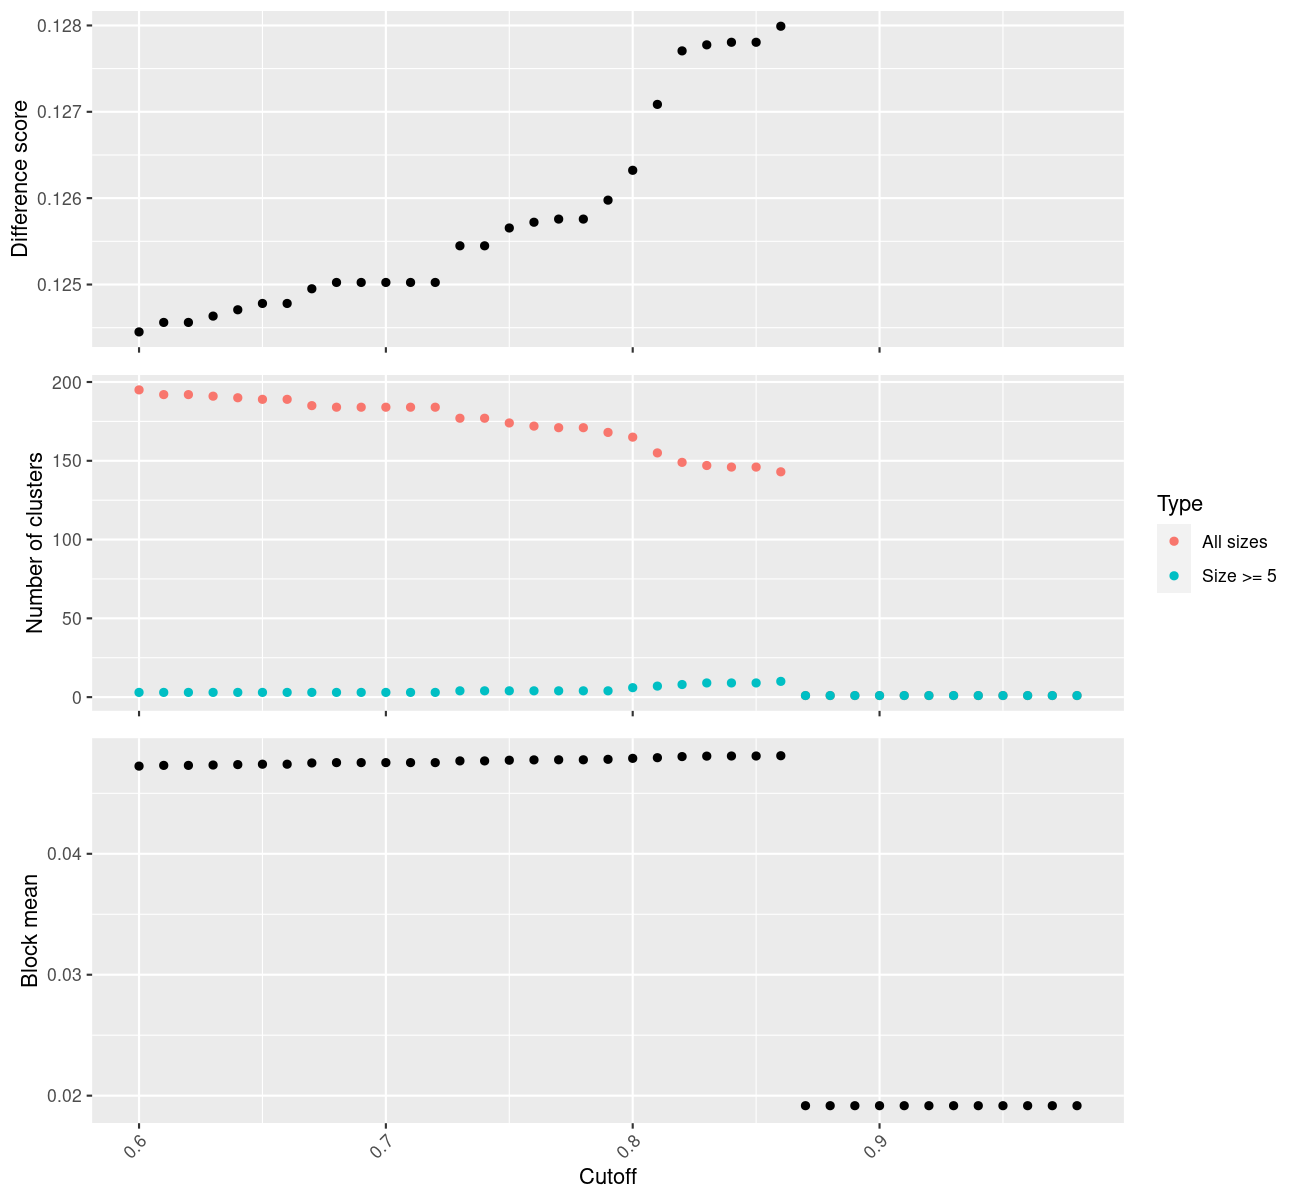 Difference score
0.128
0.127
0.126
0.125
Number of clusters
200
150
100
50
0
Type
All sizes
Size >= 5
Block mean
0.04
0.03
0.02
0.6
0.7
0.8
0.9
Cutoff